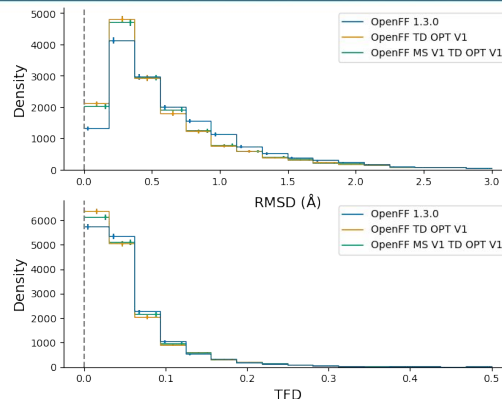 5000
4000
3000
2000
1000
0
Density
OpenFF 1.3.0
OpenFF TD OPT V1
OpenFF MS V1 TD OPT V1
0.0 0.5 1.0 1.5 2.0 2.5 3.0
RMSD (Å)
6000
5000
4000
3000
2000
1000
0
Density
OpenFF 1.3.0
OpenFF TD OPT V1
OpenFF MS V1 TD OPT V1
0.0 0.1 0.2 0.3 0.4 0.5
TFD